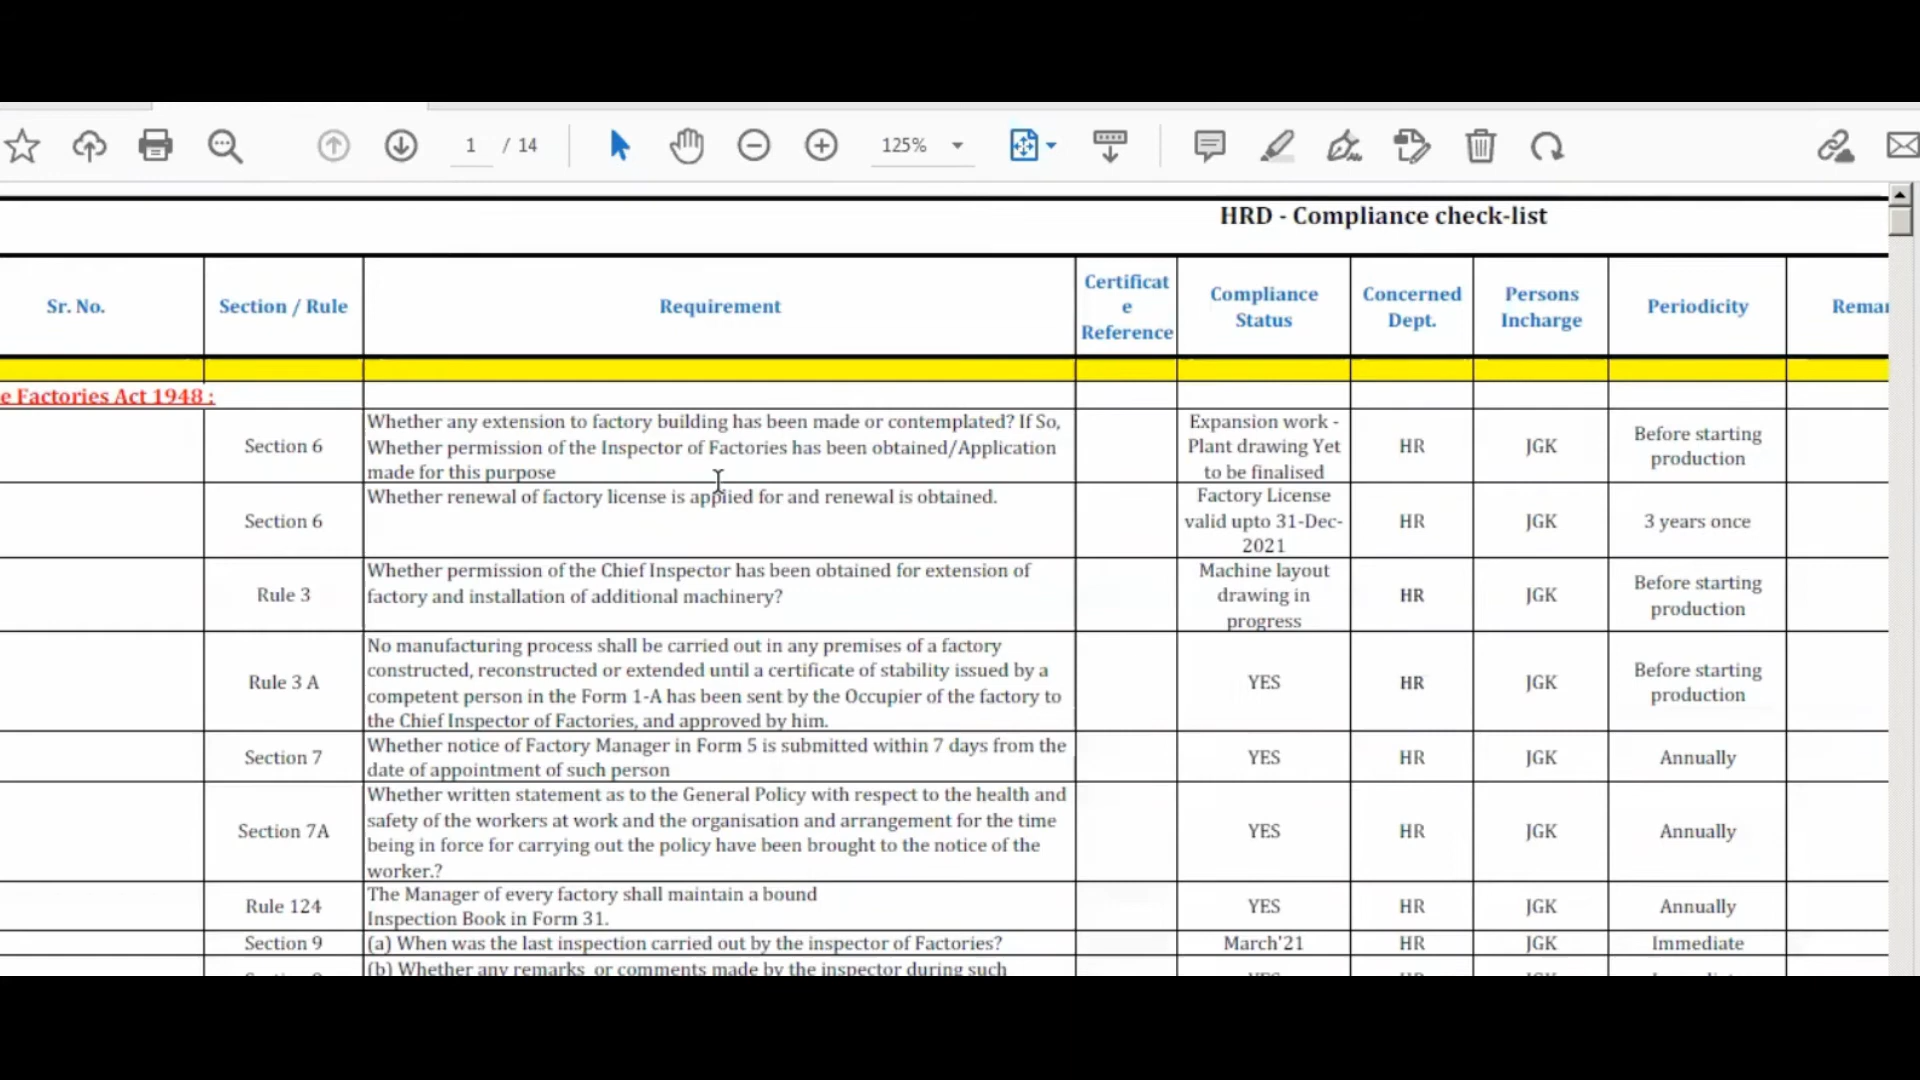 1 / 14
125%
HRD - Compliance check-list
Sr. No.
Section / Rule
Requirement
Certificat
e
Reference
Compliance
Status
Concerned
Dept.
Persons
Incharge
Periodicity
Remar
e Factories Act 1948 :
Section 6
Whether any extension to factory building has been made or contemplated? If So,
Whether permission of the Inspector of Factories has been obtained/Application
made for this purpose
Expansion work -
Plant drawing Yet
to be finalised
HR
JGK
Before starting
production
Section 6
Whether renewal of factory license is applied for and renewal is obtained.
Factory License
valid upto 31-Dec-
2021
HR
JGK
3 years once
Rule 3
Whether permission of the Chief Inspector has been obtained for extension of
factory and installation of additional machinery?
Machine layout
drawing in
progress
HR
JGK
Before starting
production
Rule 3 A
No manufacturing process shall be carried out in any premises of a factory
constructed, reconstructed or extended until a certificate of stability issued by a
competent person in the Form 1-A has been sent by the Occupier of the factory to
the Chief Inspector of Factories, and approved by him.
YES
HR
JGK
Before starting
production
Section 7
Whether notice of Factory Manager in Form 5 is submitted within 7 days from the
date of appointment of such person
YES
HR
JGK
Annually
Section 7A
Whether written statement as to the General Policy with respect to the health and
safety of the workers at work and the organisation and arrangement for the time
being in force for carrying out the policy have been brought to the notice of the
worker.?
YES
HR
JGK
Annually
Rule 124
The Manager of every factory shall maintain a bound
Inspection Book in Form 31.
YES
HR
JGK
Annually
Section 9
(a) When was the last inspection carried out by the inspector of Factories?
March'21
HR
JGK
Immediate
(b) Whether any remarks or comments made by the inspector during such